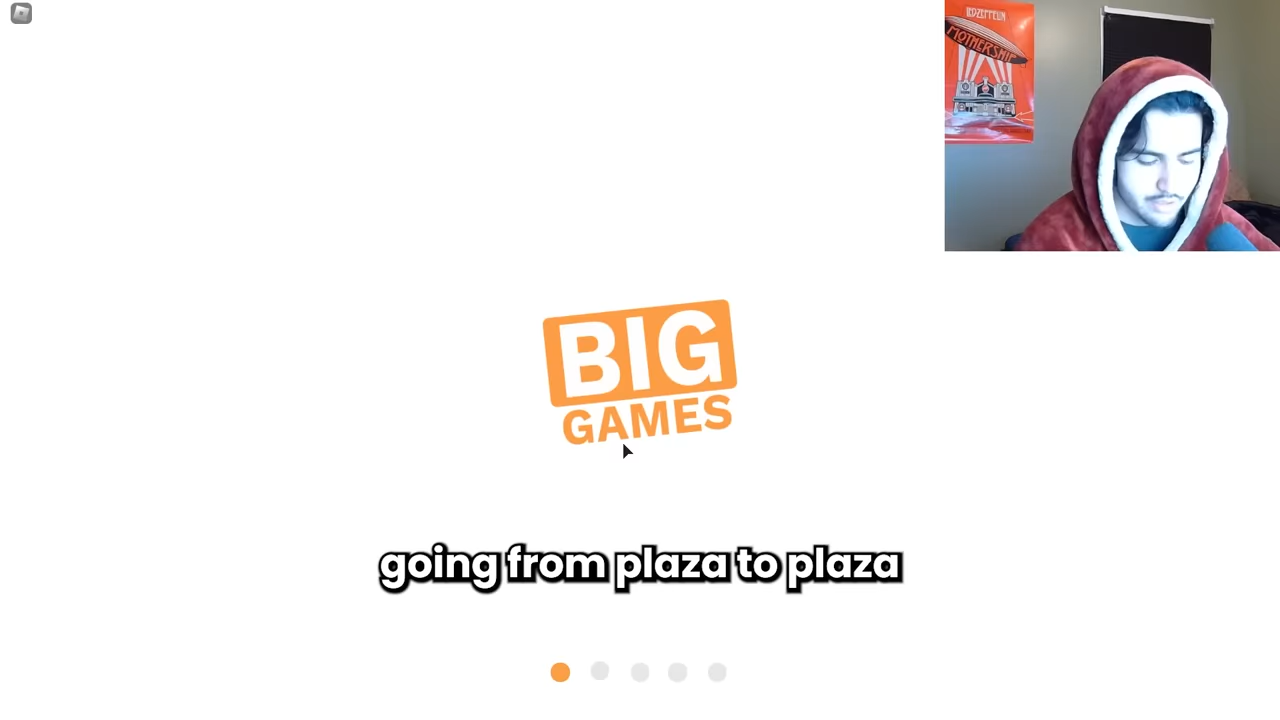 LED-ZEPPELIN
MOTHERSHIP
BIG
GAMES
going from plaza to plaza